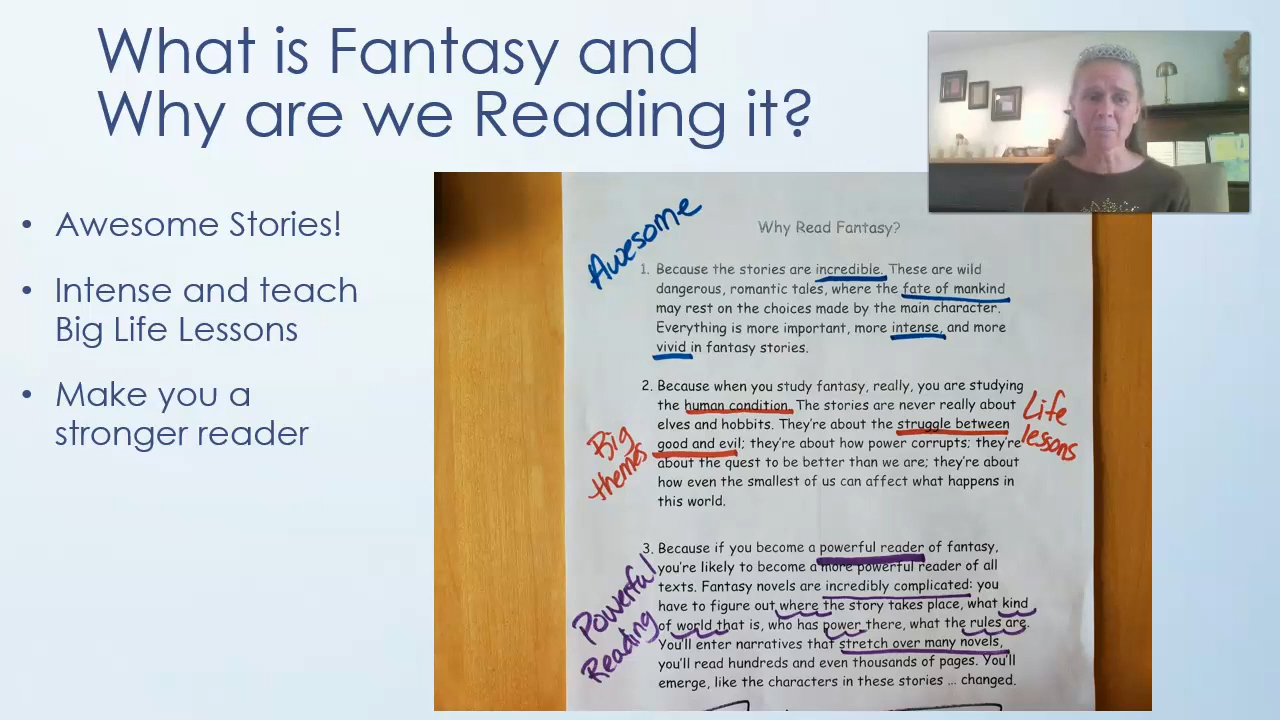 What is Fantasy and
Why are we Reading it?
• Awesome Stories!
• Intense and teach
Big Life Lessons
• Make you a
stronger reader
Awesome
Why Read Fantasy?
1. Because the stories are incredible. These are wild
dangerous, romantic tales, where the fate of mankind
may rest on the choices made by the main character.
Everything is more important, more intense, and more
vivid in fantasy stories.
2. Because when you study fantasy, really, you are studying
the human condition. The stories are never really about
elves and hobbits. They're about the struggle between
good and evil; they're about how power corrupts; they're
about the quest to be better than we are; they're about
how even the smallest of us can affect what happens in
this world.
Big
themes
Life
lessons
3. Because if you become a powerful reader of fantasy,
you're likely to become a more powerful reader of all
texts. Fantasy novels are incredibly complicated: you
have to figure out where the story takes place, what kind
of world that is, who has power there, what the rules are.
You'll enter narratives that stretch over many novels,
you'll read hundreds and even thousands of pages. You'll
emerge, like the characters in these stories … changed.
Powerful
Reading